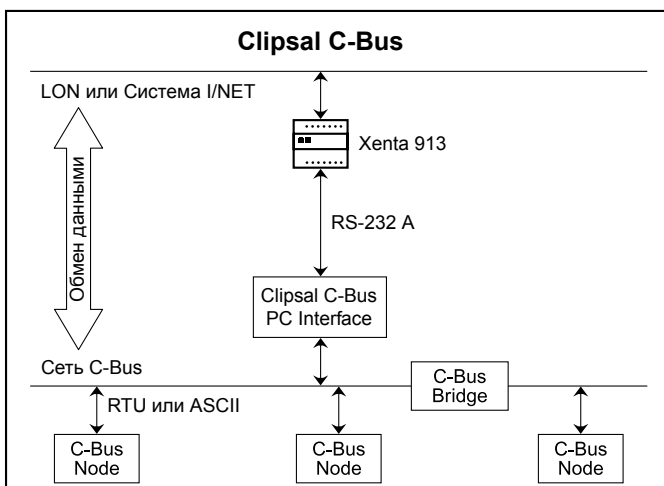 Clipsal C-Bus
LON или Система I/NET
Xenta 913
Обмен данными
RS-232 A
Clipsal C-Bus
PC Interface
Сеть C-Bus
C-Bus
Bridge
RTU или ASCII
C-Bus
Node
C-Bus
Node
C-Bus
Node